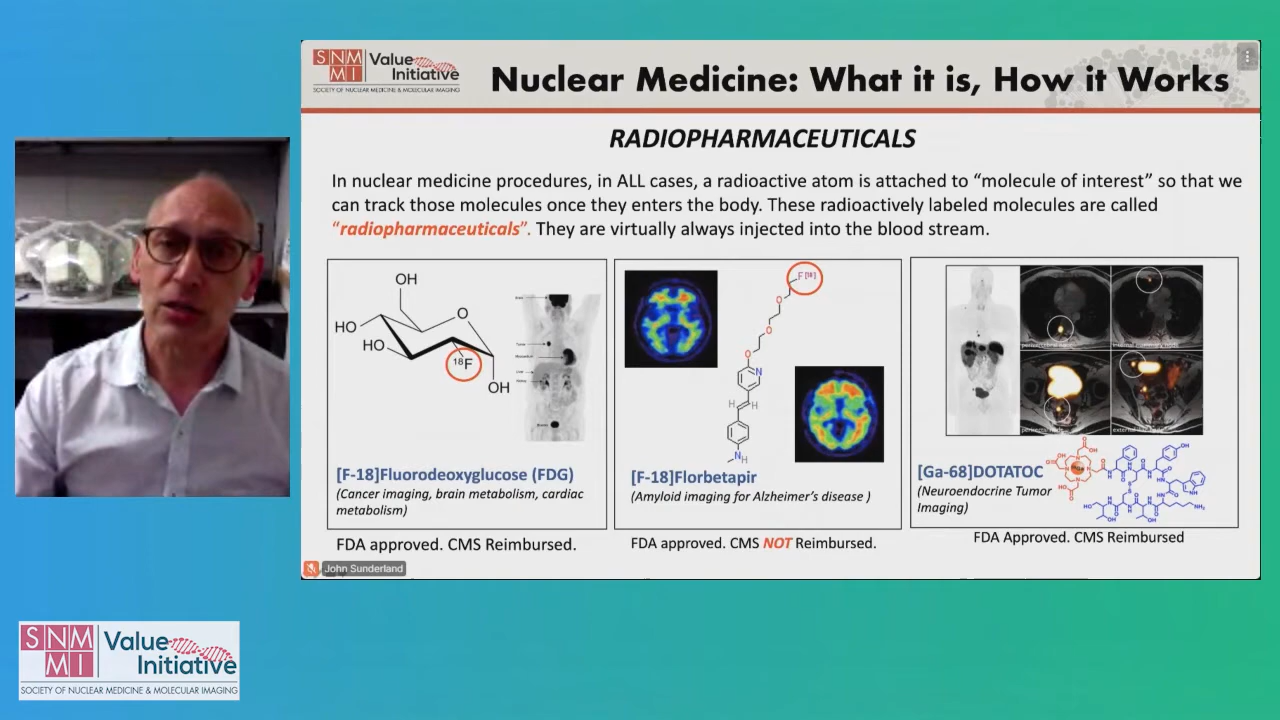 SNM
MI
Value
Initiative
SOCIETY OF NUCLEAR MEDICINE & MOLECULAR IMAGING
Nuclear Medicine: What it is, How it Works
RADIOPHARMACEUTICALS
In nuclear medicine procedures, in ALL cases, a radioactive atom is attached to “molecule of interest” so that we
can track those molecules once they enters the body. These radioactively labeled molecules are called
“radiopharmaceuticals”. They are virtually always injected into the blood stream.
OH
HO
O
HO
18F
OH
[F-18]Fluorodeoxyglucose (FDG)
(Cancer imaging, brain metabolism, cardiac
metabolism)
FDA approved. CMS Reimbursed.
F[18]
O
O
O
N
H
H
N
H
[F-18]Florbetapir
(Amyloid imaging for Alzheimer’s disease )
FDA approved. CMS NOT Reimbursed.
[Ga-68]DOTATOC
(Neuroendocrine Tumor
Imaging)
FDA Approved. CMS Reimbursed
John Sunderland
SNM
MI
Value
Initiative
SOCIETY OF NUCLEAR MEDICINE & MOLECULAR IMAGING